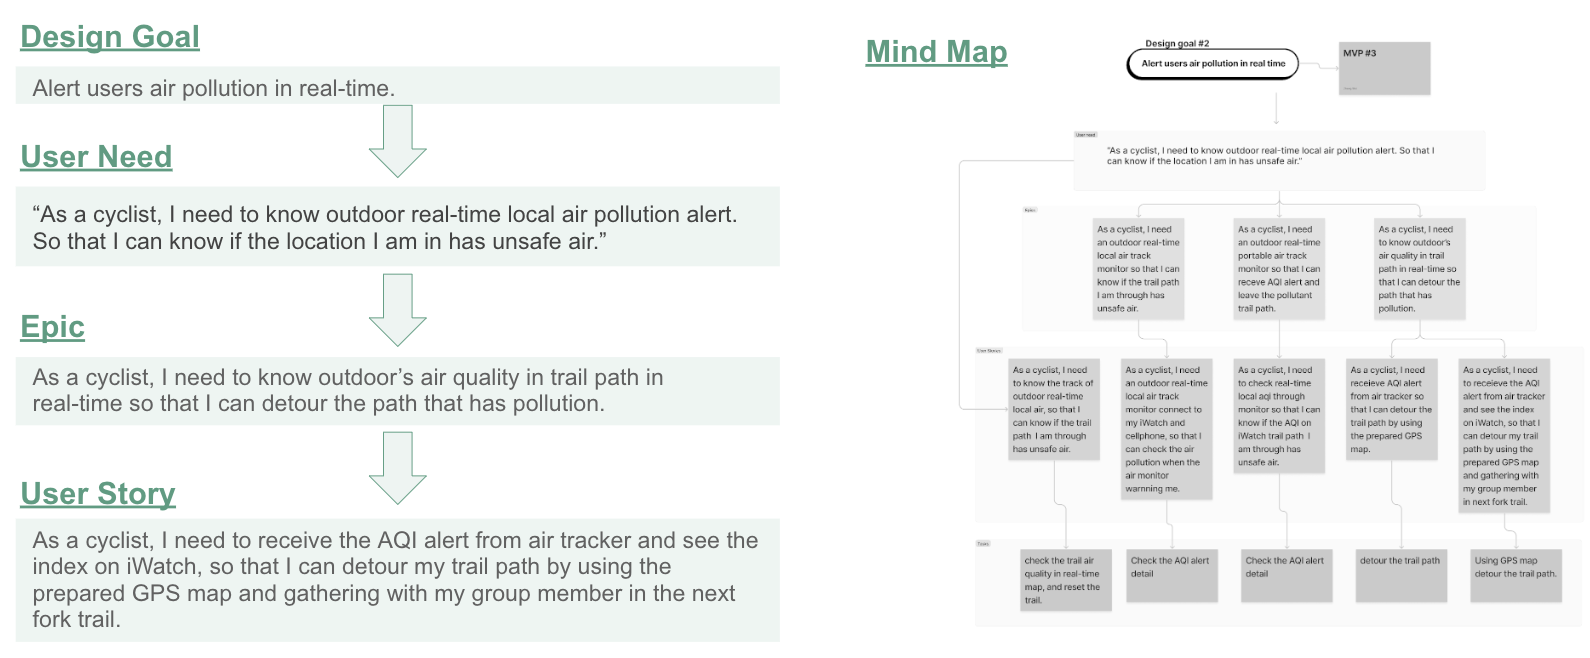 Design Goal
Alert users air pollution in real-time.
User Need
“As a cyclist, I need to know outdoor real-time local air pollution alert.
So that I can know if the location I am in has unsafe air.”
Epic
As a cyclist, I need to know outdoor’s air quality in trail path in
real-time so that I can detour the path that has pollution.
User Story
As a cyclist, I need to receive the AQI alert from air tracker and see the
index on iWatch, so that I can detour my trail path by using the
prepared GPS map and gathering with my group member in the next
fork trail.
Mind Map
Design goal #2
Alert users air pollution in real time
MVP #3
User need
“As a cyclist, I need to know outdoor real-time local air pollution alert. So that I
can know if the location I am in has unsafe air.”
As a cyclist, I need
an outdoor real-time
local air track
monitor so that I can
know if the trail path
I am through has
unsafe air.
As a cyclist, I need
an outdoor real-time
portable air track
monitor so that I can
receve AQI alert and
leave the pollutant
trail path.
As a cyclist, I need
to know outdoor's
air quality in trail
path in real-time so
that I can detour the
path that has
pollution.
User Stories
As a cyclist, I need
to know the track of
outdoor real-time
local air, so that I
can know if the trail
path I am through
has unsafe air.
As a cyclist, I need
an outdoor real-time
local air track
monitor connect to
my iWatch and
cellphone, so that I
can check the air
pollution when the
air monitor
warnning me.
As a cyclist, I need
to check real-time
local aqi through
monitor so that I can
know if the AQI on
iWatch trail path I
am through has
unsafe air.
As a cyclist, I need
receieve AQI alert
from air tracker so
that I can detour the
trail path by using
the prepared GPS
map.
As a cyclist, I need
to receieve the AQI
alert from air tracker
and see the index
on iWatch, so that I
can detour my trail
path by using the
prepared GPS map
and gathering with
my group member
in next fork trail.
check the trail air
quality in real-time
map, and reset the
trail.
Check the AQI alert
detail
Check the AQI alert
detail
detour the trail path
Using GPS map
detour the trail path.